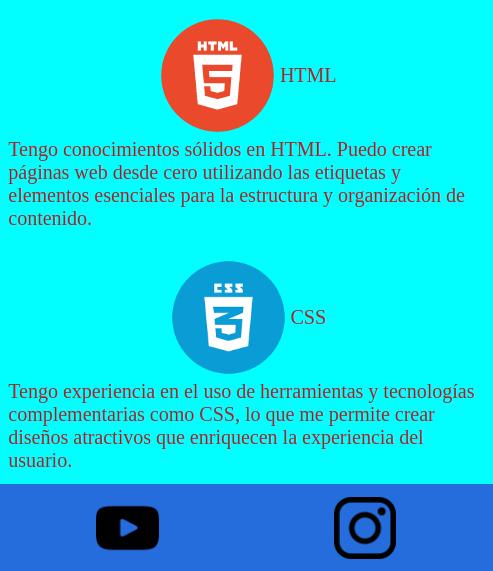 HTML
5
HTML
Tengo conocimientos sólidos en HTML. Puedo crear
páginas web desde cero utilizando las etiquetas y
elementos esenciales para la estructura y organización de
contenido.
CSS
3
CSS
Tengo experiencia en el uso de herramientas y tecnologías
complementarias como CSS, lo que me permite crear
diseños atractivos que enriquecen la experiencia del
usuario.